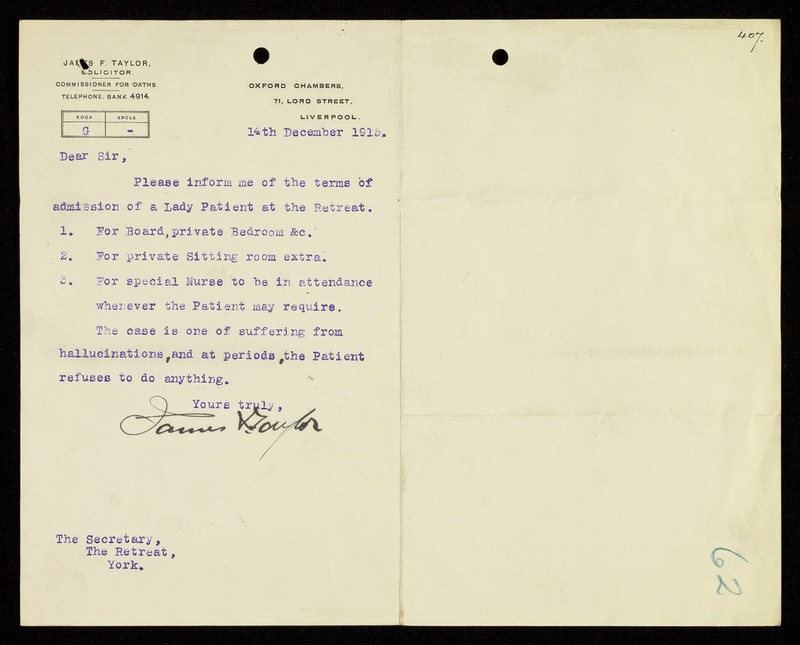 407.
JAMES F. TAYLOR,
SOLICITOR
COMMISSIONER FOR OATHS.
TELEPHONE. BANK 4914.
BOOK ENCLS
G -
OXFORD CHAMBERS,
71, LORD STREET,
LIVERPOOL.
14th December 1915.
Dear Sir,
Please inform me of the terms of
admission of a Lady Patient at the Retreat.
1. For Board,private Bedroom &c.
2. For private Sitting room extra.
3. For special Nurse to be in attendance
whenever the Patient may require.
The case is one of suffering from
hallucinations,and at periods,the Patient
refuses to do anything.
Yours truly,
James F Taylor
The Secretary,
The Retreat,
York.
62